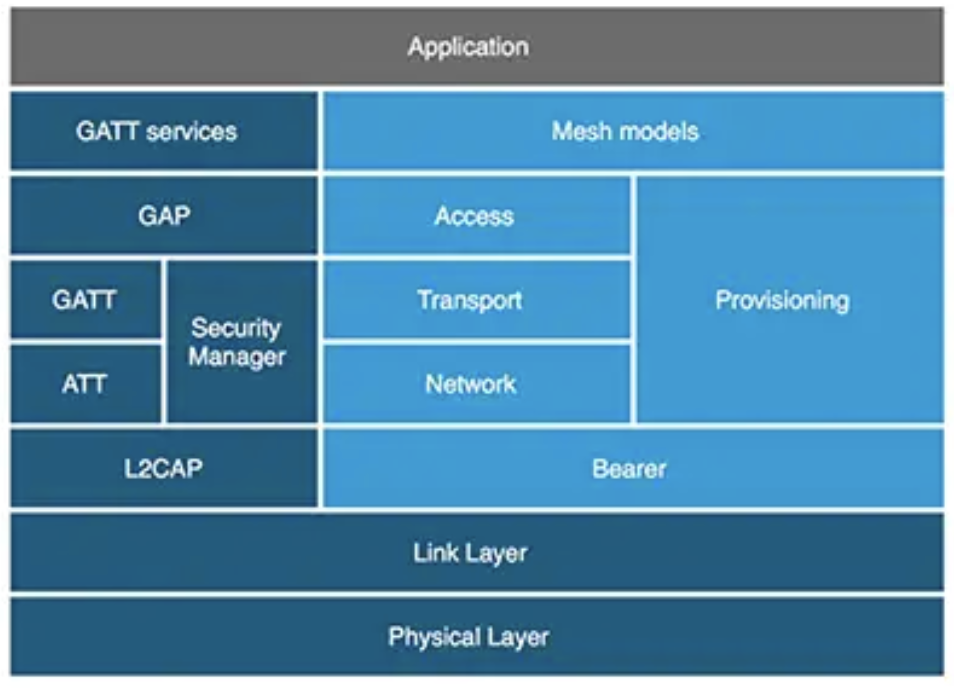 Application
GATT services
Mesh models
GAP
Access
GATT
Security
Manager
Transport
Provisioning
ATT
Network
L2CAP
Bearer
Link Layer
Physical Layer